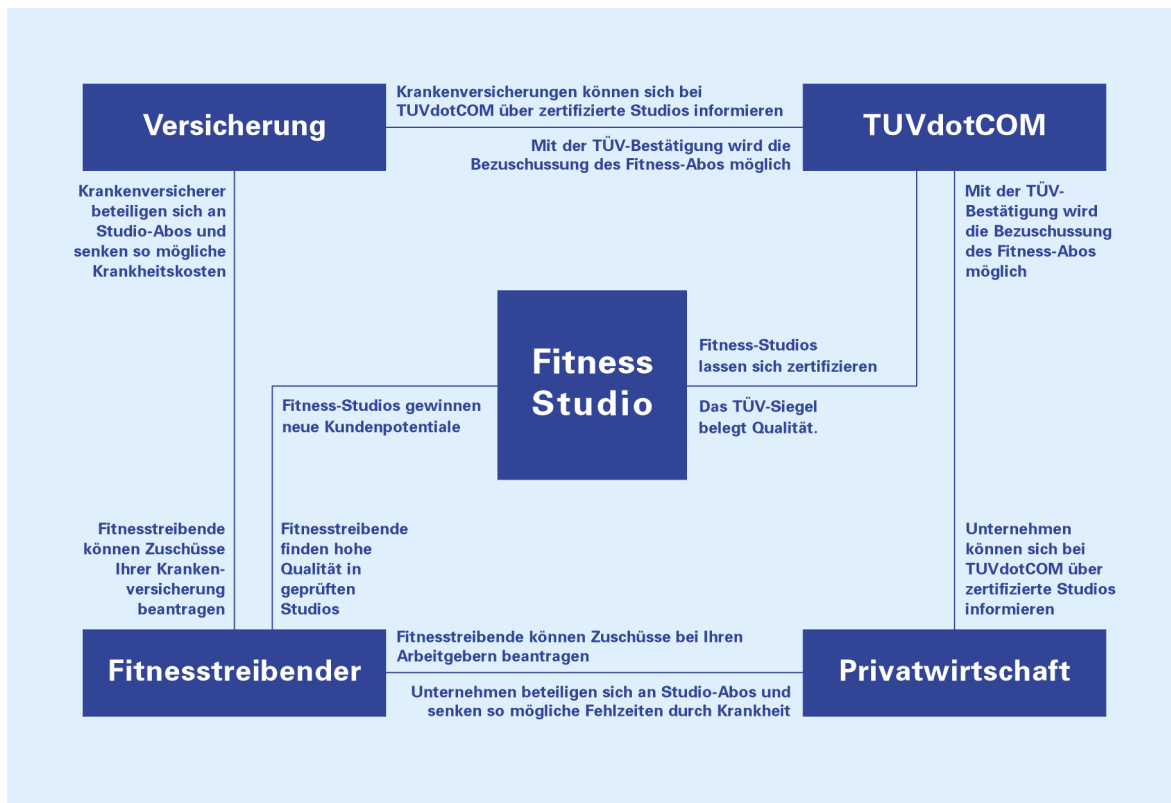 Versicherung
Krankenversicherungen können sich bei
TUVdotCOM über zertifizierte Studios informieren
Mit der TÜV-Bestätigung wird die
Bezuschussung des Fitness-Abos möglich
TUVdotCOM
Krankenversicherer
beteiligen sich an
Studio-Abos und
senken so mögliche
Krankheitskosten
Mit der TÜV-
Bestätigung wird
die Bezuschussung
des Fitness-Abos
möglich
Fitness
Studio
Fitness-Studios
lassen sich zertifizieren
Das TÜV-Siegel
belegt Qualität.
Fitness-Studios gewinnen
neue Kundenpotentiale
Fitnesstreibende
können Zuschüsse
Ihrer Kranken-
versicherung
beantragen
Fitnesstreibende
finden hohe
Qualität in
geprüften
Studios
Unternehmen
können sich bei
TUVdotCOM über
zertifizierte Studios
informieren
Fitnesstreibender
Fitnesstreibende können Zuschüsse bei Ihren
Arbeitgebern beantragen
Unternehmen beteiligen sich an Studio-Abos und
senken so mögliche Fehlzeiten durch Krankheit
Privatwirtschaft